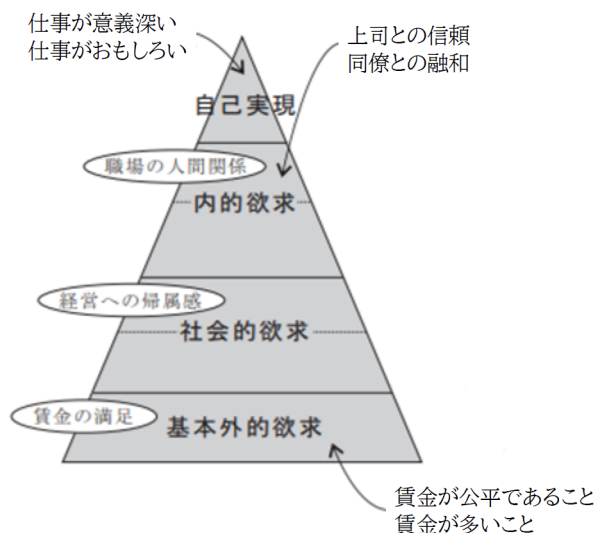 仕事が意義深い
仕事がおもしろい
上司との信頼
同僚との融和
自己実現
職場の人間関係
内的欲求
経営への帰属感
社会的欲求
賃金の満足
基本外的欲求
賃金が公平であること
賃金が多いこと